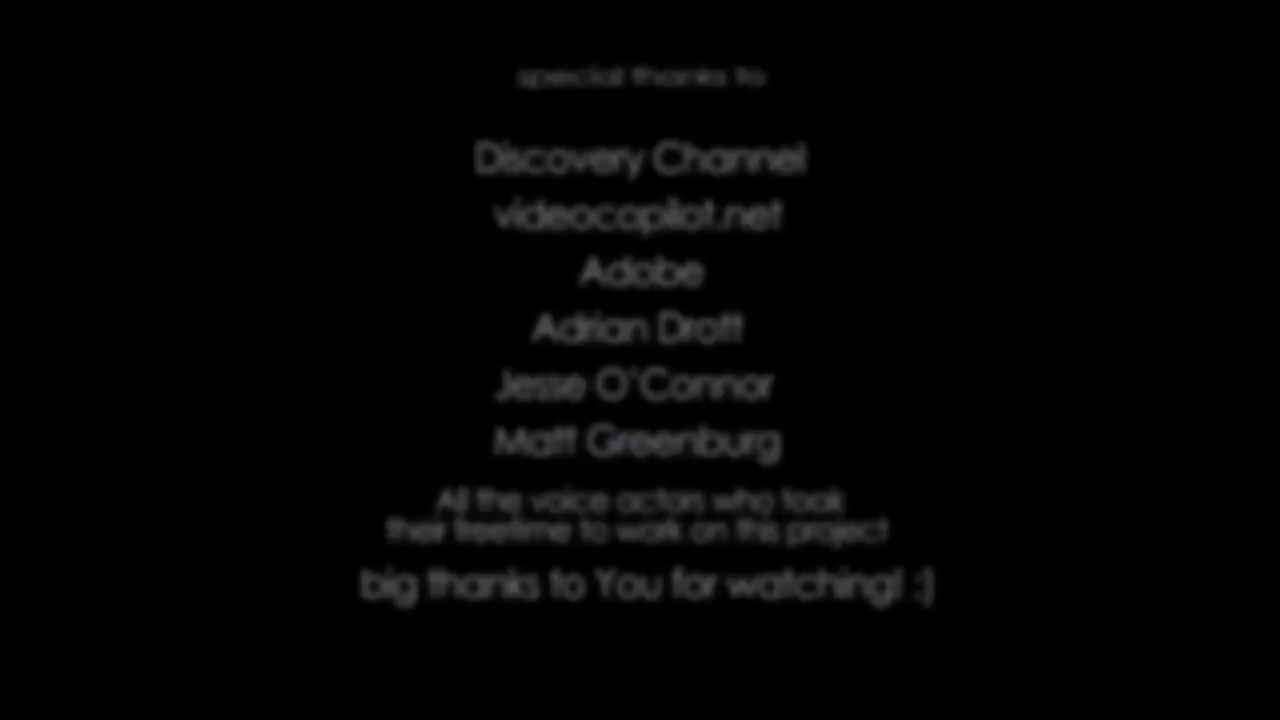 special thanks to
Discovery Channel
videocopilot.net
Adobe
Adrian Drott
Jesse O'Connor
Matt Greenburg
All the voice actors who took
their freetime to work on this project
big thanks to You for watching! :]